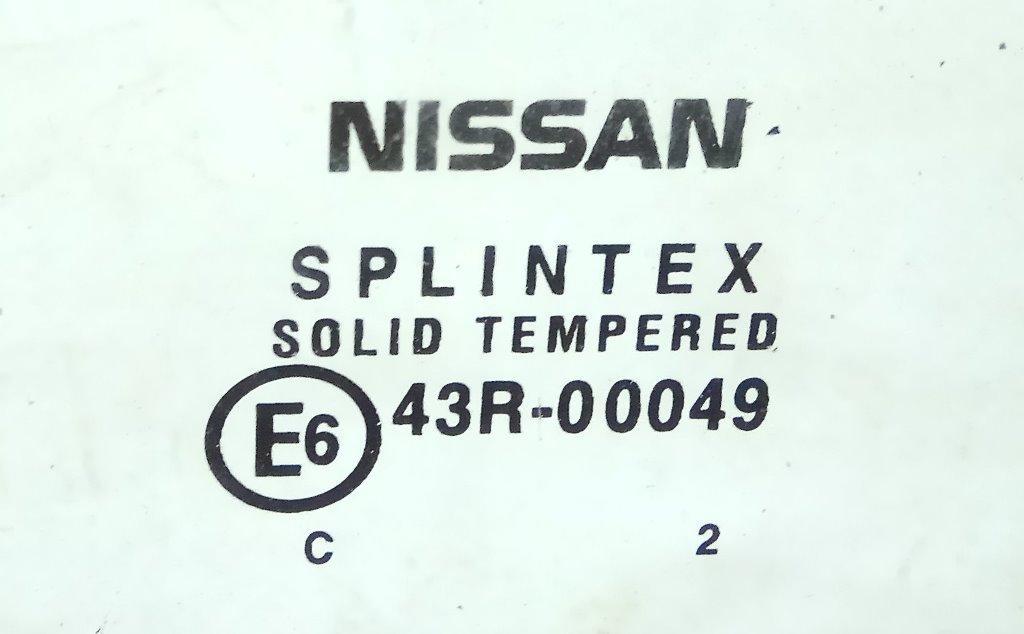 NISSAN
SPLINTEX
SOLID TEMPERED
E6 43R-00049
C 2